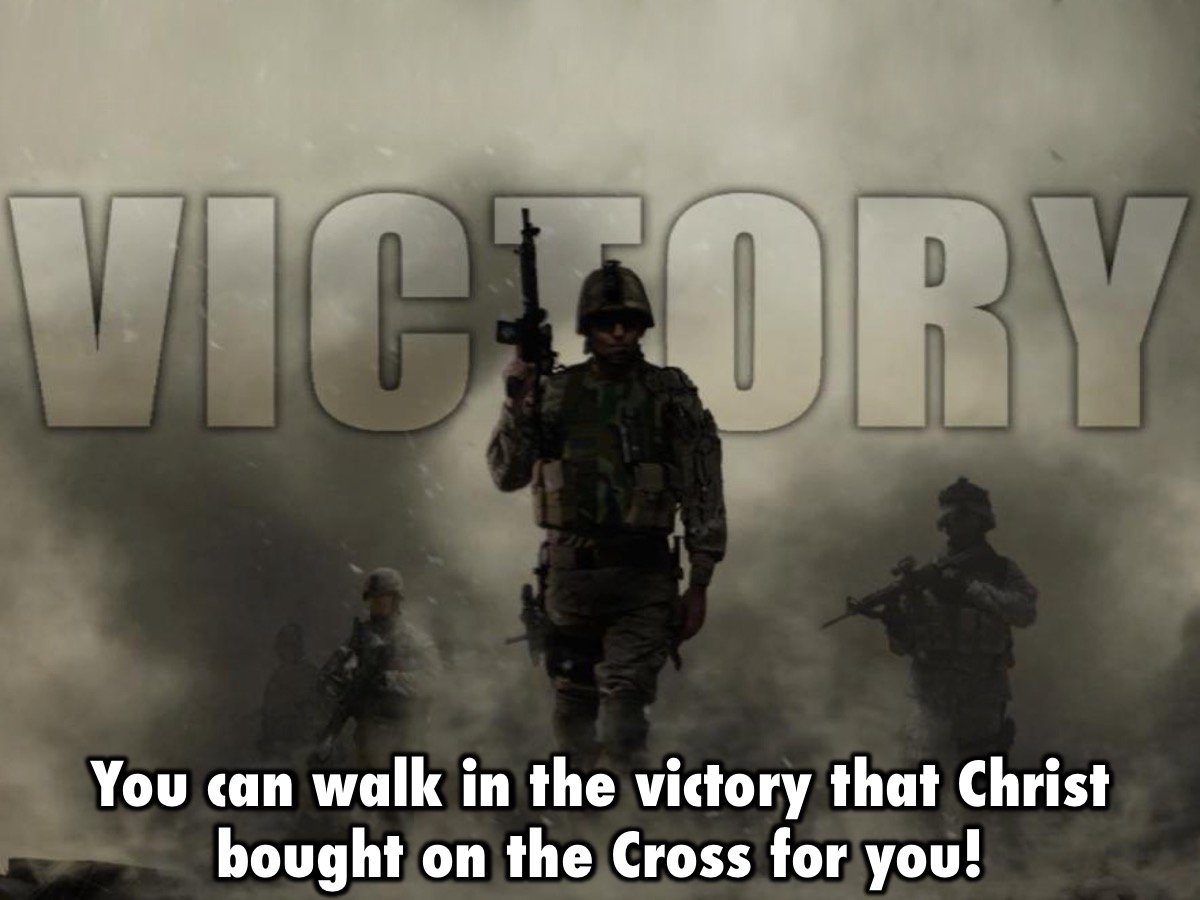 VICTORY
You can walk in the victory that Christ
bought on the Cross for you!